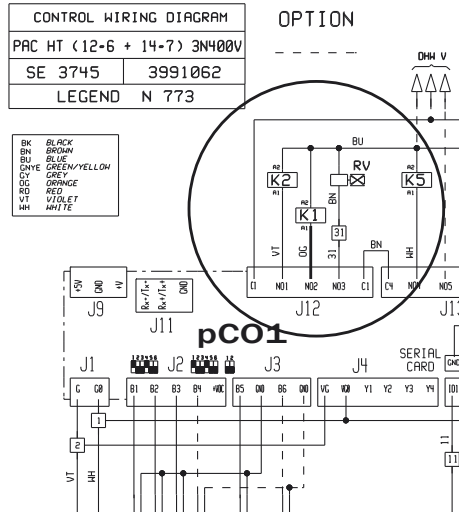 CONTROL WIRING DIAGRAM
PAC HT (12-6 + 14-7) 3N400V
SE 3745 3991062
LEGEND N 773
OPTION
DHW V
BK BLACK
BN BROWN
BU BLUE
GNYE GREEN/YELLOW
GY GREY
OG ORANGE
RD RED
VT VIOLET
WH WHITE
BU
A2 A2
K2 RV K5
A1 A1
A2
K1
A1
BN
31
VT OG 31 BN WH
C1 NO1 NO2 NO3 C1 C4 NO4 NO5
J12 J13
+5V GND +V
J9
Rx+/Tx+
Rx-/Tx-
GND
J11
pCO1
J1 J2 J3 J4 SERIAL
CARD GND
123456 123456 12
G G0 B1 B2 B3 B4 +VDC B5 GND B6 GND VG VG0 Y1 Y2 Y3 Y4 ID1
1
2
VT WH
11
11